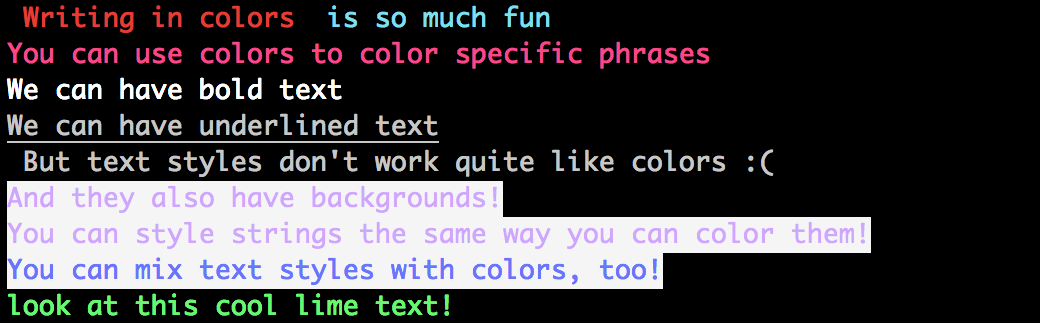 Writing in colors  is so much fun
You can use colors to color specific phrases
We can have bold text
We can have underlined text
But text styles don't work quite like colors :(
And they also have backgrounds!
You can style strings the same way you can color them!
You can mix text styles with colors, too!
look at this cool lime text!